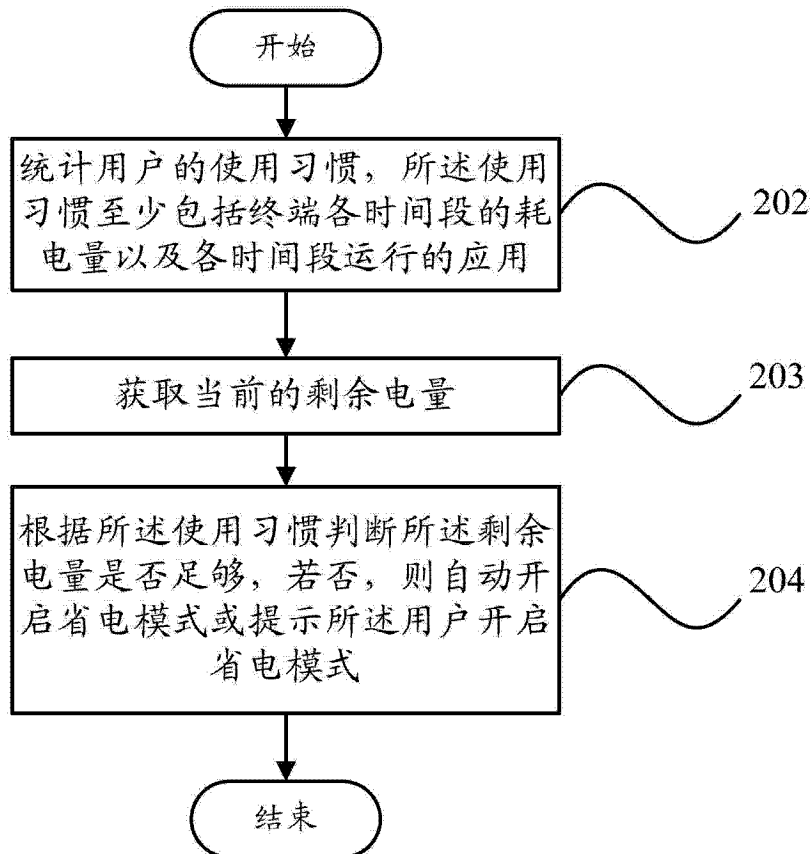 开始
统计用户的使用习惯，所述使用
习惯至少包括终端各时间段的耗
电量以及各时间段运行的应用
202
获取当前的剩余电量
203
根据所述使用习惯判断所述剩余
电量是否足够，若否，则自动开
启省电模式或提示所述用户开启
省电模式
204
结束